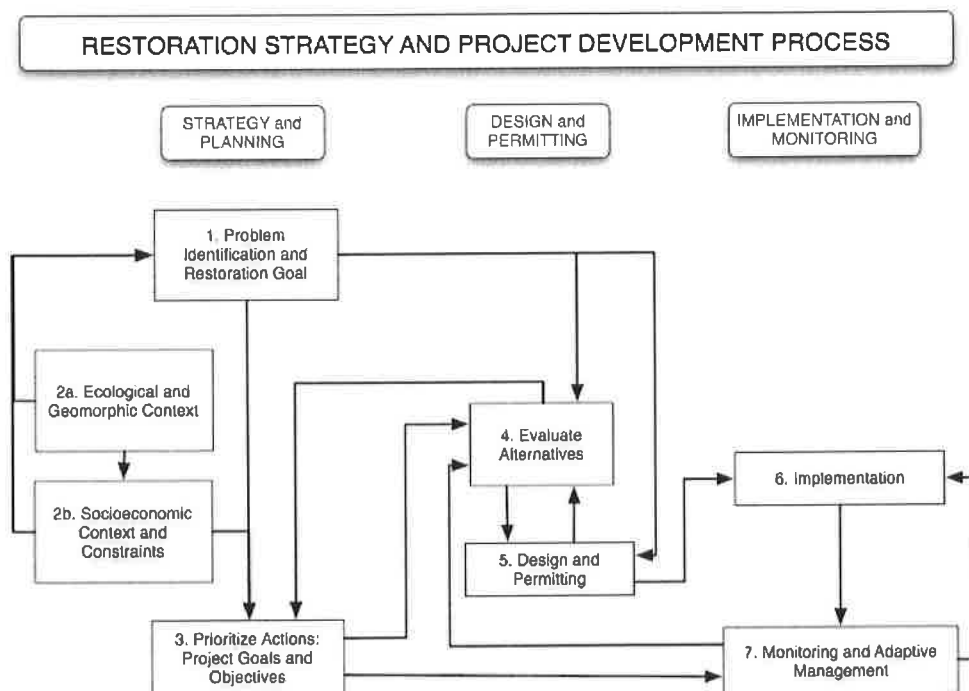 RESTORATION STRATEGY AND PROJECT DEVELOPMENT PROCESS
STRATEGY and
PLANNING
DESIGN and
PERMITTING
IMPLEMENTATION and
MONITORING
1. Problem
Identification and
Restoration Goal
2a. Ecological and
Geomorphic Context
2b. Socioeconomic
Context and
Constraints
3. Prioritize Actions:
Project Goals and
Objectives
4. Evaluate
Alternatives
5. Design and
Permitting
6. Implementation
7. Monitoring and Adaptive
Management